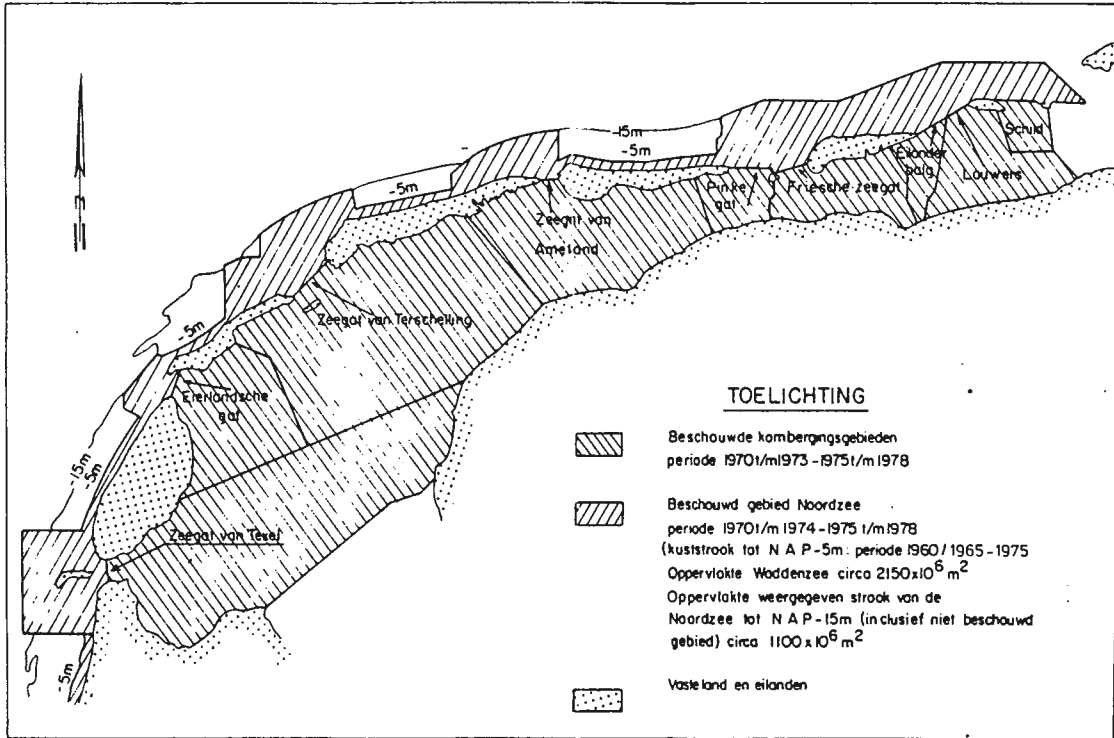 -15m
-5m
-5m
-5m
-15m
-5m
-5m
Schild
Eilander
balg
Lauwers
Friesche zeegat
Pinke
gat
Zeegat van
Ameland
Zeegat van Terschelling
Eierlandsche
gat
Zeegat van Texel
TOELICHTING
Beschouwde kombergingsgebieden
periode 1970 t/m 1973 - 1975 t/m 1978
Beschouwd gebied Noordzee
periode 1970 t/m 1974 - 1975 t/m 1978
(kuststrook tot N A P -5m : periode 1960 / 1965 - 1975
Oppervlakte Waddenzee circa 2150 x 10⁶ m²
Oppervlakte weergegeven strook van de
Noordzee tot N A P -15m (inclusief niet beschouwd
gebied) circa 1100 x 10⁶ m²
Vasteland en eilanden